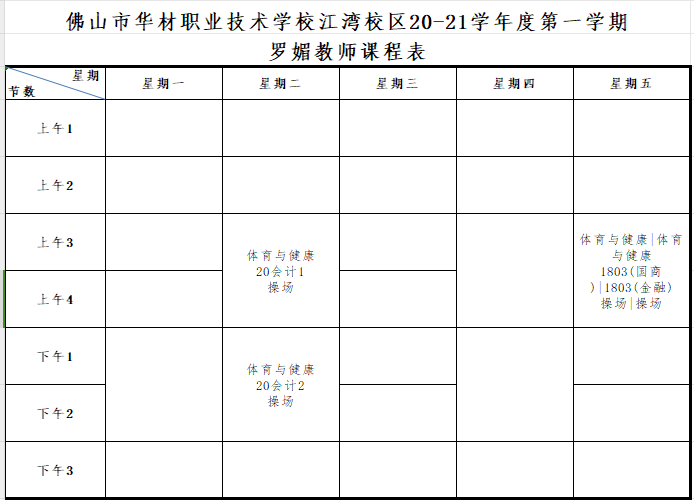 佛山市华材职业技术学校江湾校区20-21学年度第一学期
罗媚教师课程表
星期
节数
星期一
星期二
星期三
星期四
星期五
上午1
上午2
上午3
体育与健康
20会计1
操场
体育与健康|体育
与健康
1803(国商
)|1803(金融)
操场|操场
上午4
下午1
体育与健康
20会计2
操场
下午2
下午3